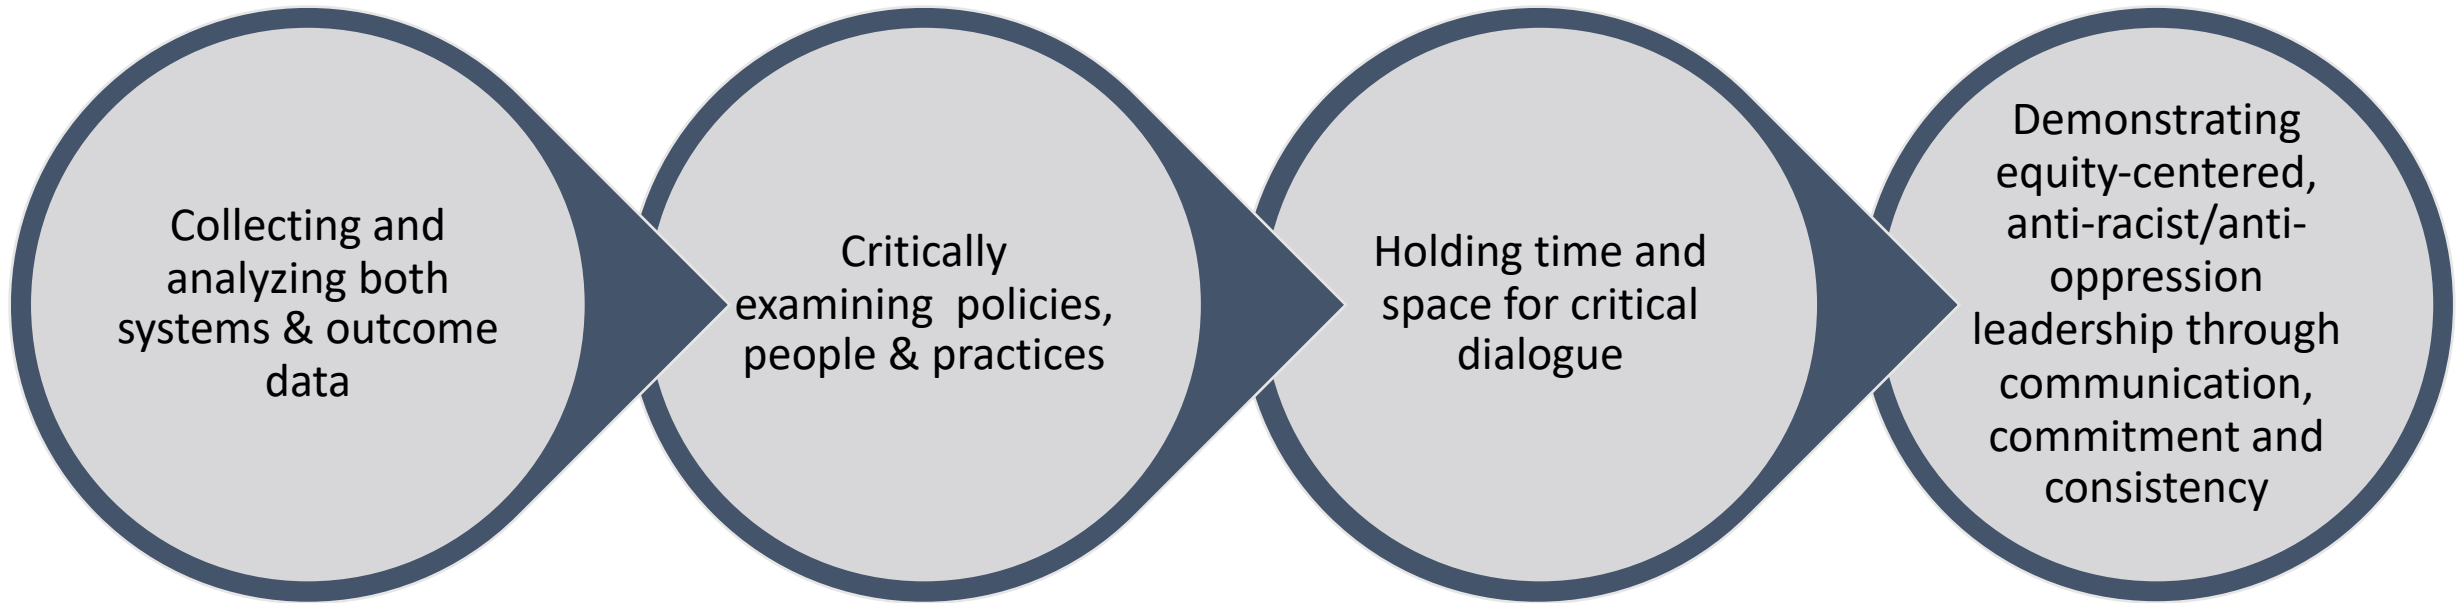 Collecting and
analyzing both
systems & outcome
data
Critically
examining  policies,
people & practices
Holding time and
space for critical
dialogue
Demonstrating
equity-centered,
anti-racist/anti-
oppression
leadership through
communication,
commitment and
consistency